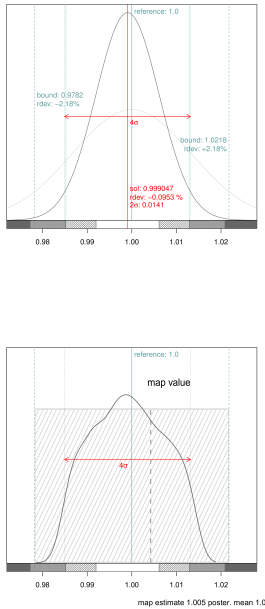 reference: 1.0
bound: 0.9782
rdev: −2.18%
4σ
bound: 1.0218
rdev: +2.18%
sol: 0.999047
rdev: −0.0953 %
2σ: 0.0141
0.98 0.99 1.00 1.01 1.02
reference: 1.0
map value
4σ
0.98 0.99 1.00 1.01 1.02
map estimate 1.005 poster. mean 1.0